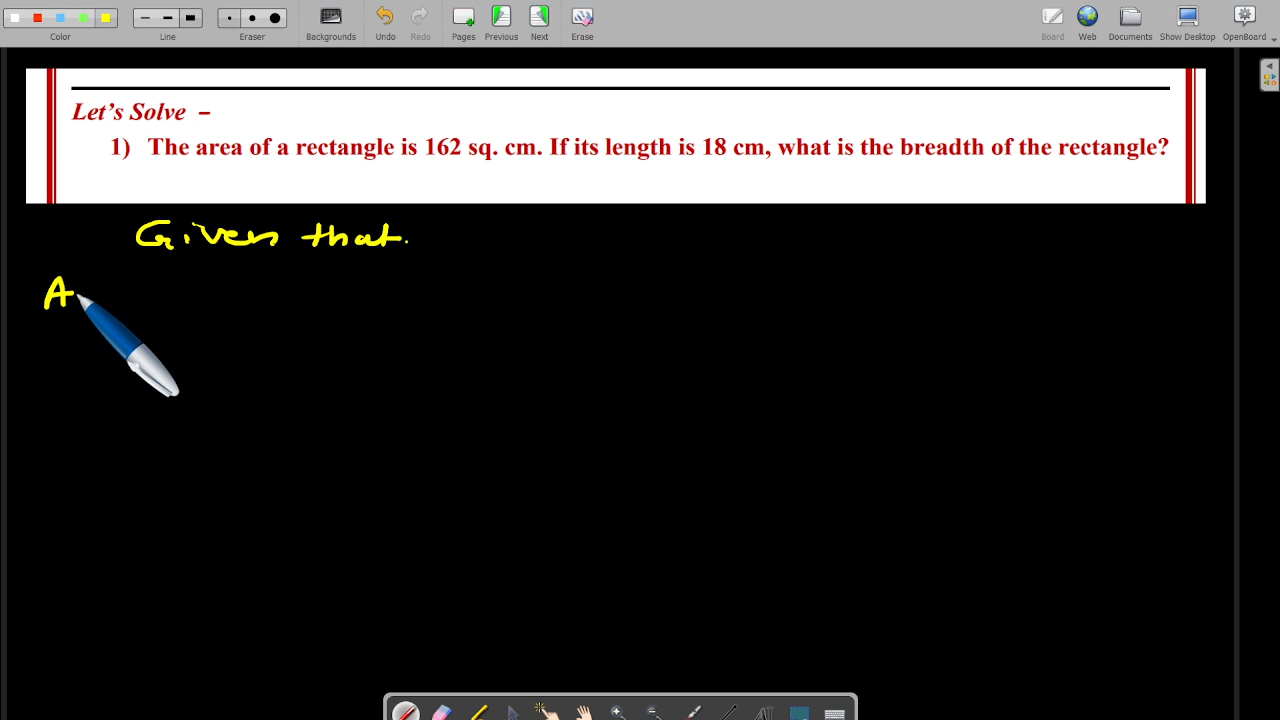 Color Line Eraser Backgrounds Undo Redo Pages Previous Next Erase Board Web Documents Show Desktop OpenBoard
Let's Solve –
1) The area of a rectangle is 162 sq. cm. If its length is 18 cm, what is the breadth of the rectangle?
Given that.
A